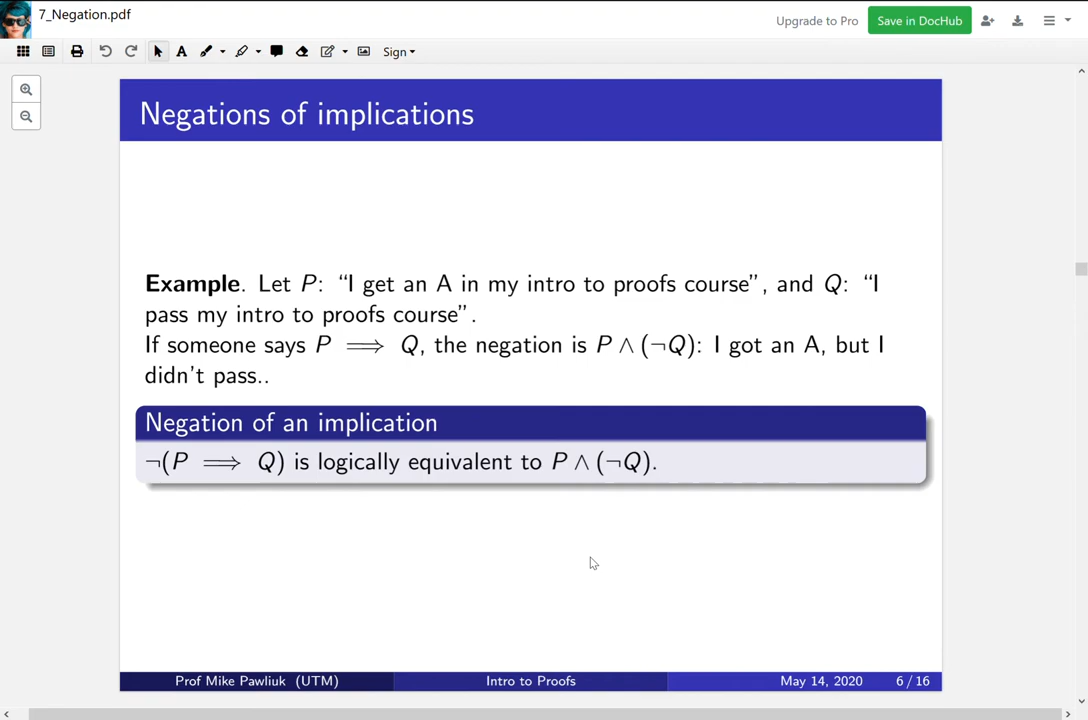 7_Negation.pdf
Upgrade to Pro
Save in DocHub
A
Sign
Negations of implications
Example. Let P: “I get an A in my intro to proofs course”, and Q: “I
pass my intro to proofs course”.
If someone says P ⟹ Q, the negation is P ∧ (¬Q): I got an A, but I
didn't pass..
Negation of an implication
¬(P ⟹ Q) is logically equivalent to P ∧ (¬Q).
Prof Mike Pawliuk (UTM)
Intro to Proofs
May 14, 2020
6 / 16